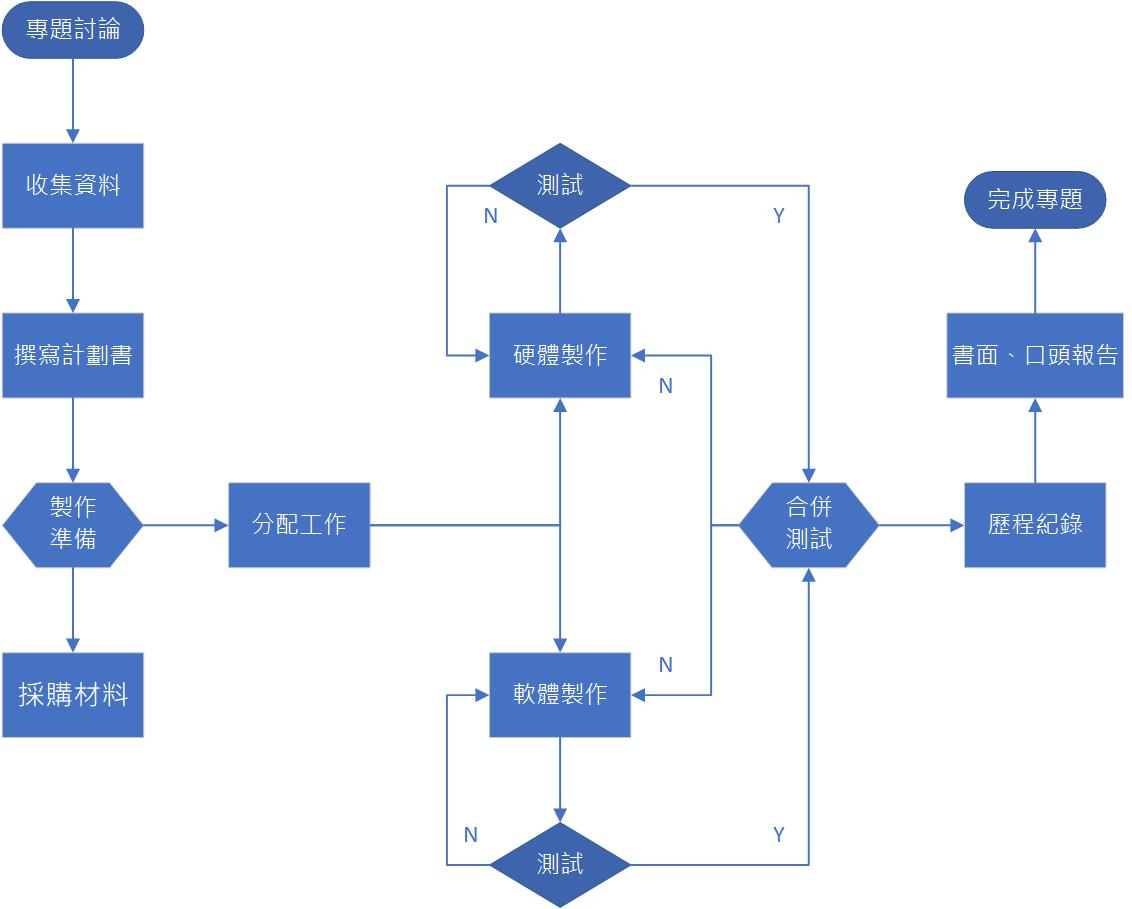 專題討論
收集資料
撰寫計劃書
製作
準備
採購材料
分配工作
測試
N
Y
硬體製作
N
N
軟體製作
N
Y
測試
合併
測試
歷程紀錄
書面、口頭報告
完成專題